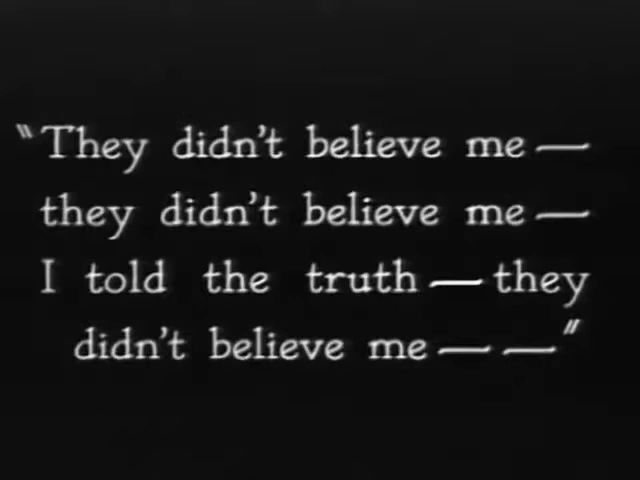 "They didn't believe me —
they didn't believe me —
I told the truth — they
didn't believe me — — "